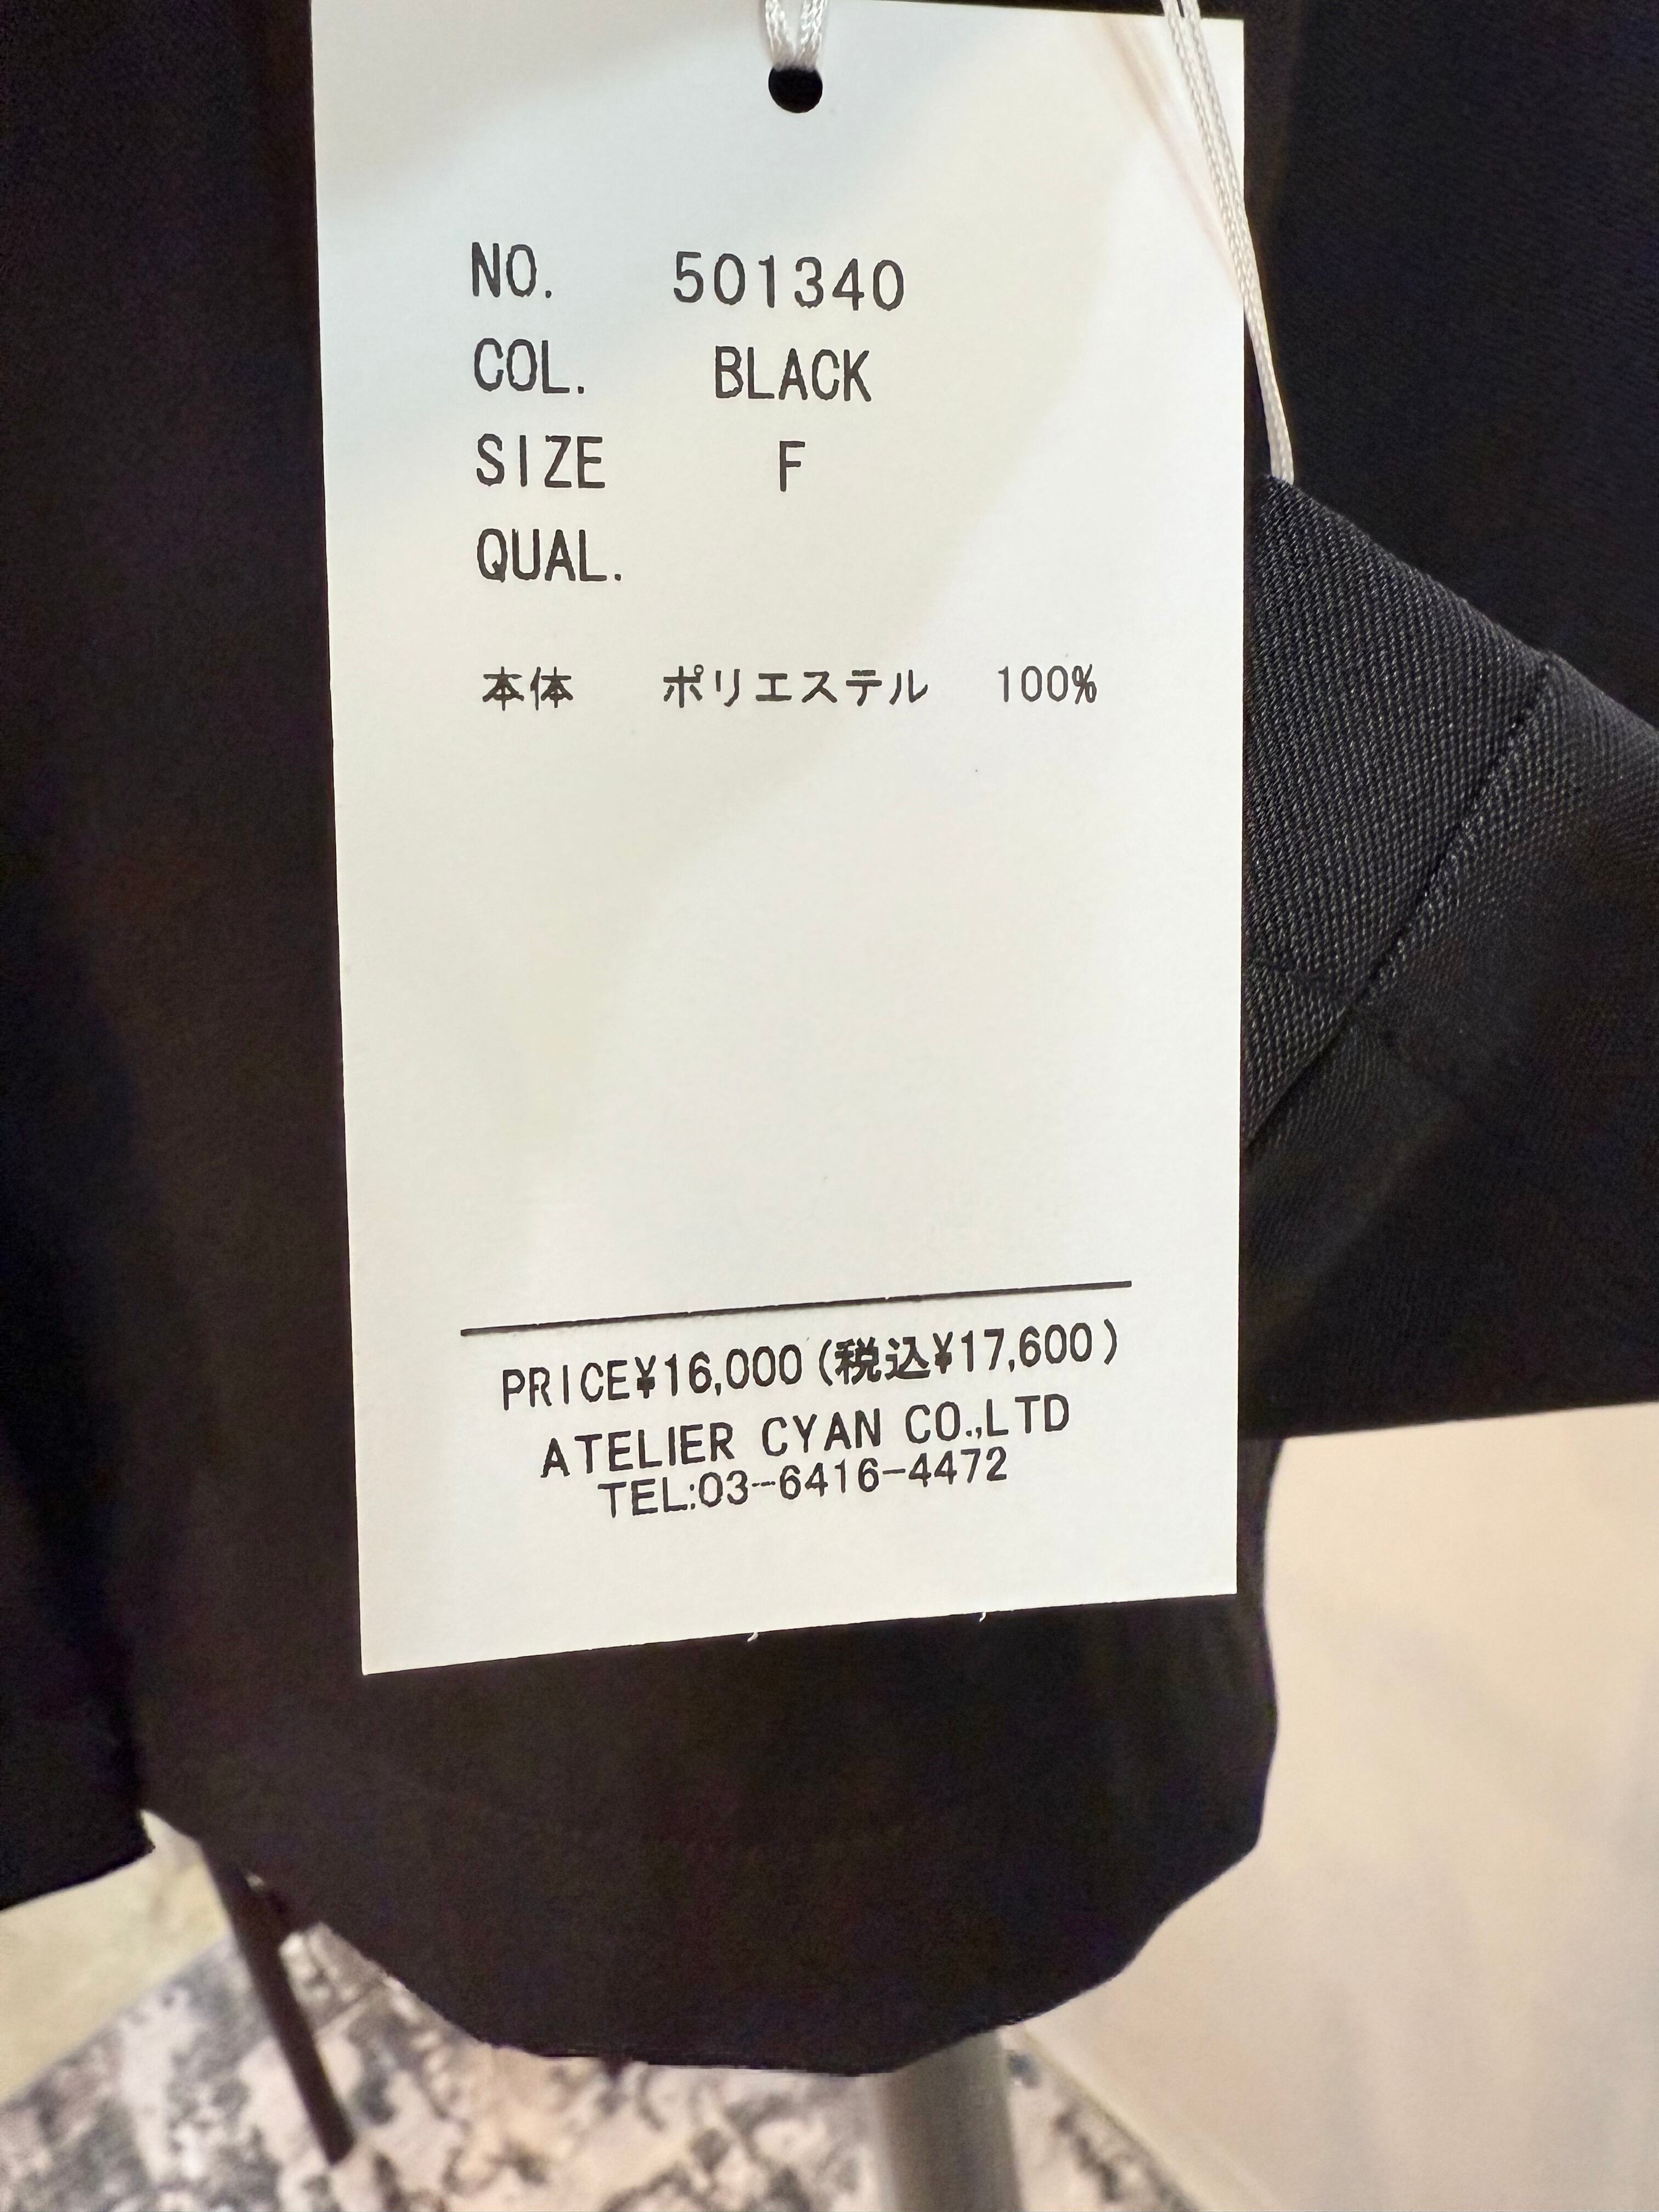 NO. 501340
COL. BLACK
SIZE F
QUAL.
本体 ポリエステル 100%
PRICE¥16,000(税込¥17,600)
ATELIER CYAN CO.,LTD
TEL:03-6416-4472